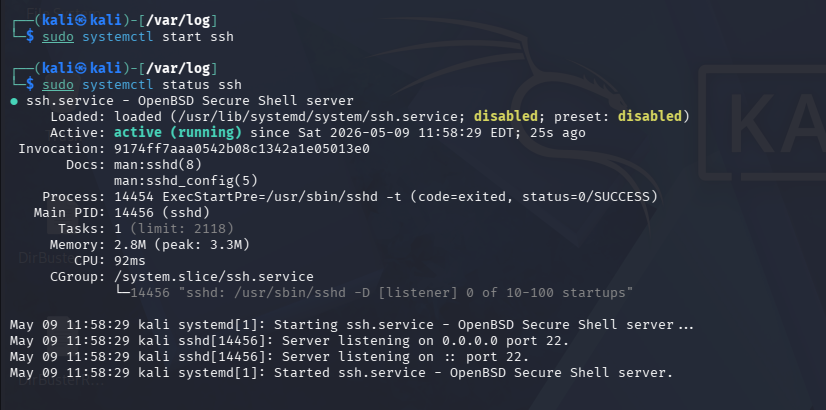 ┌──(kali㉿kali)-[/var/log]
└─$ sudo systemctl start ssh
┌──(kali㉿kali)-[/var/log]
└─$ sudo systemctl status ssh
● ssh.service - OpenBSD Secure Shell server
     Loaded: loaded (/usr/lib/systemd/system/ssh.service; disabled; preset: disabled)
     Active: active (running) since Sat 2026-05-09 11:58:29 EDT; 25s ago
 Invocation: 9174ff7aaa0542b08c1342a1e05013e0
       Docs: man:sshd(8)
             man:sshd_config(5)
    Process: 14454 ExecStartPre=/usr/sbin/sshd -t (code=exited, status=0/SUCCESS)
   Main PID: 14456 (sshd)
      Tasks: 1 (limit: 2118)
     Memory: 2.8M (peak: 3.3M)
        CPU: 92ms
     CGroup: /system.slice/ssh.service
             └─14456 "sshd: /usr/sbin/sshd -D [listener] 0 of 10-100 startups"
May 09 11:58:29 kali systemd[1]: Starting ssh.service - OpenBSD Secure Shell server...
May 09 11:58:29 kali sshd[14456]: Server listening on 0.0.0.0 port 22.
May 09 11:58:29 kali sshd[14456]: Server listening on :: port 22.
May 09 11:58:29 kali systemd[1]: Started ssh.service - OpenBSD Secure Shell server.
KA